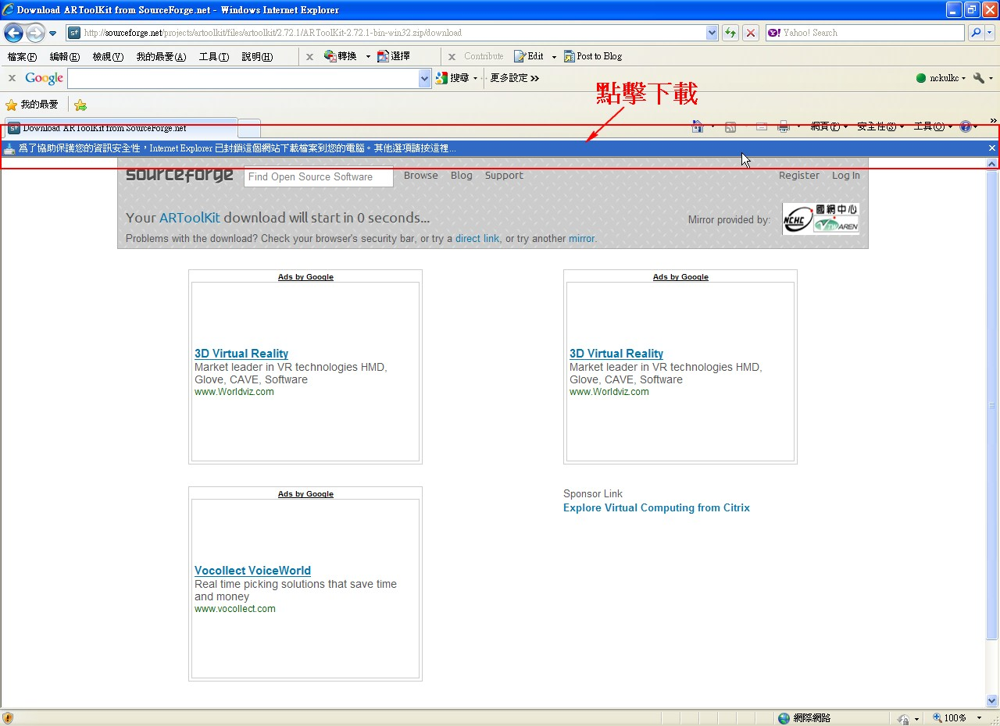 Download ARToolKit from SourceForge.net - Windows Internet Explorer
http://sourceforge.net/projects/artoolkit/files/artoolkit/2.72.1/ARToolKit-2.72.1-bin-win32.zip/download
Yahoo! Search
檔案(F) 編輯(E) 檢視(V) 我的最愛(A) 工具(T) 說明(H) 轉換 選擇 Contribute Edit Post to Blog
Google 搜尋 更多設定 nckulkc
點擊下載
我的最愛
Download ARToolKit from SourceForge.net
網頁(P) 安全性(S) 工具(O)
為了協助保護您的資訊安全性，Internet Explorer 已封鎖這個網站下載檔案到您的電腦。其他選項請按這裡...
sourceforge Find Open Source Software Browse Blog Support Register Log In
Your ARToolKit download will start in 0 seconds...
Mirror provided by:
NCHC 國網中心 TWAREN
Problems with the download? Check your browser's security bar, or try a direct link, or try another mirror.
Ads by Google
3D Virtual Reality
Market leader in VR technologies HMD,
Glove, CAVE, Software
www.Worldviz.com
Ads by Google
3D Virtual Reality
Market leader in VR technologies HMD,
Glove, CAVE, Software
www.Worldviz.com
Ads by Google
Vocollect VoiceWorld
Real time picking solutions that save time
and money
www.vocollect.com
Sponsor Link
Explore Virtual Computing from Citrix
網際網路
100%